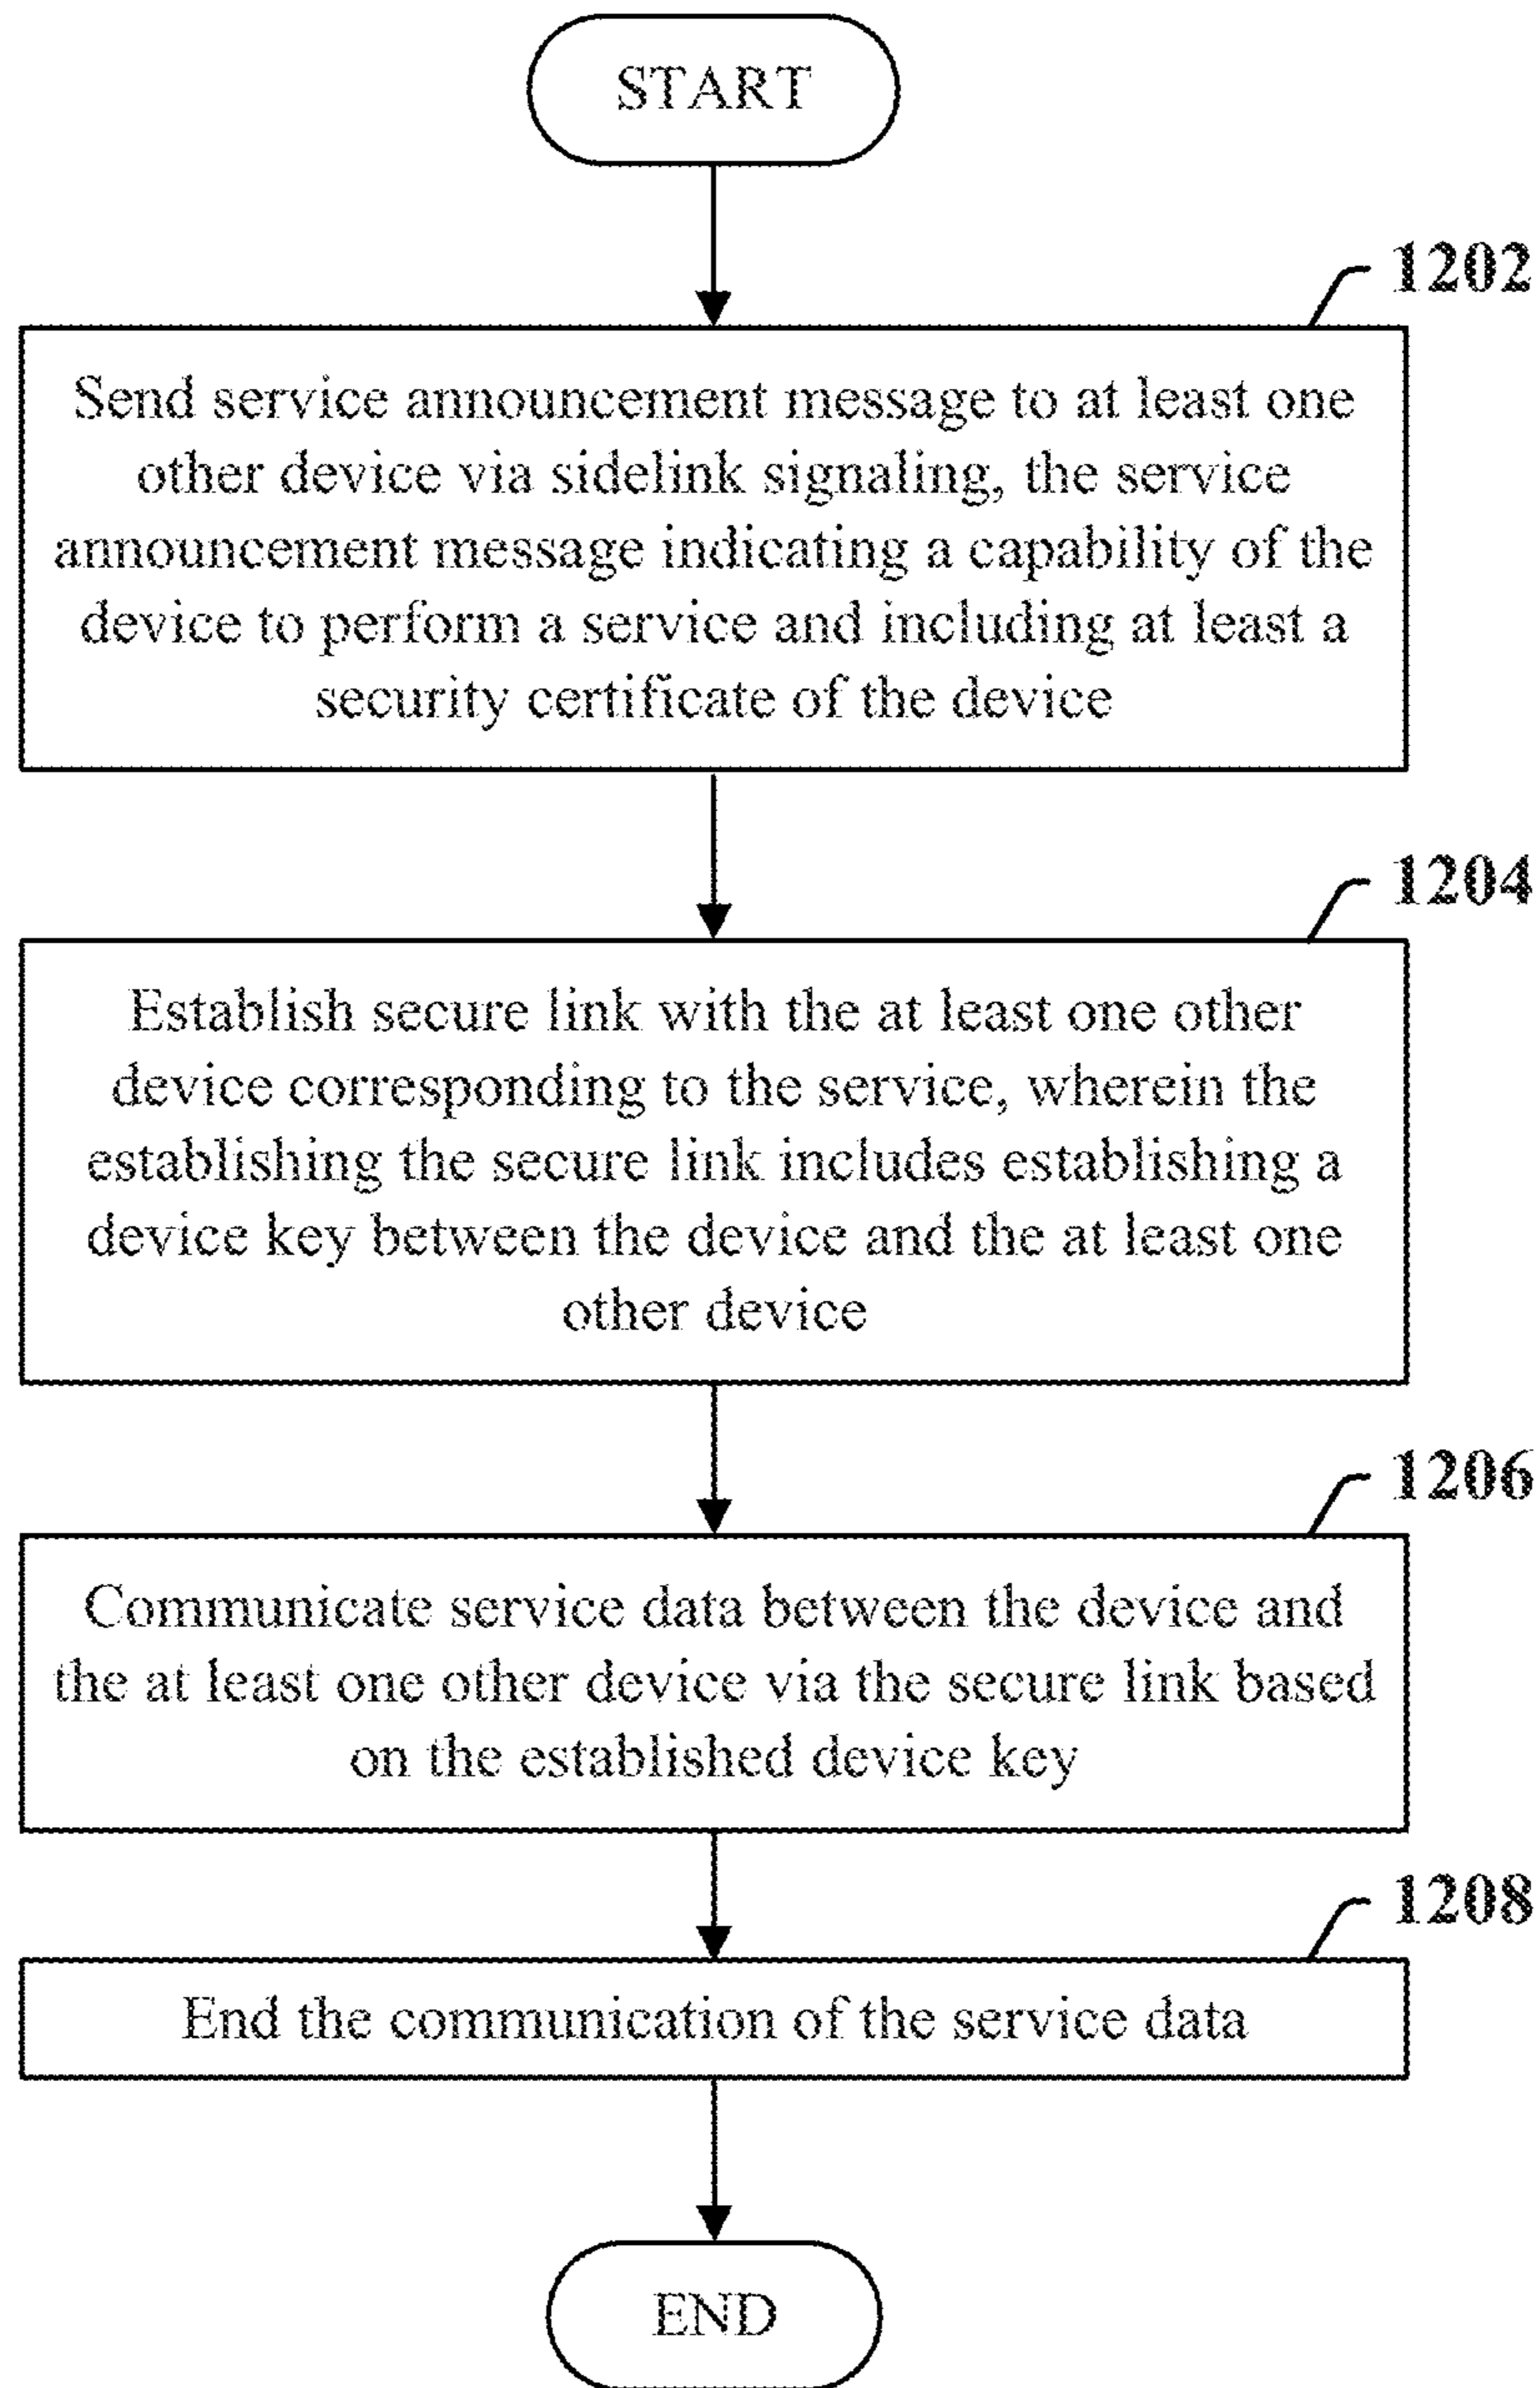 START
1202
Send service announcement message to at least one
other device via sidelink signaling, the service
announcement message indicating a capability of the
device to perform a service and including at least a
security certificate of the device
1204
Establish secure link with the at least one other
device corresponding to the service, wherein the
establishing the secure link includes establishing a
device key between the device and the at least one
other device
1206
Communicate service data between the device and
the at least one other device via the secure link based
on the established device key
1208
End the communication of the service data
END